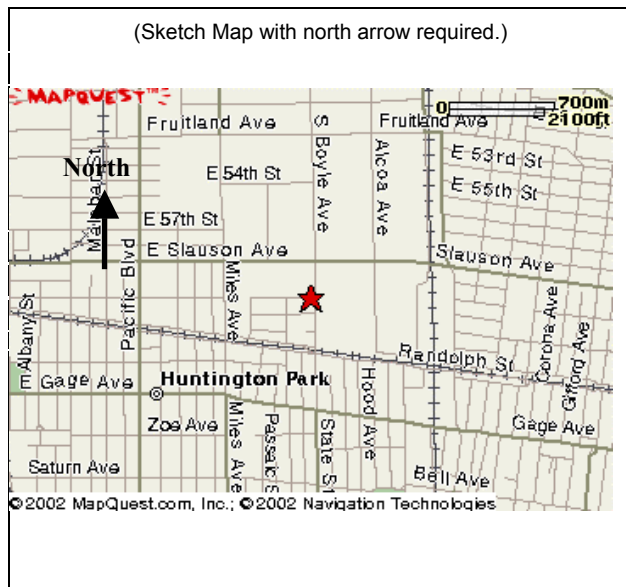 (Sketch Map with north arrow required.)
MAPQUEST™
0 700m
2100ft
Fruitland Ave
Fruitland Ave
S Boyle Ave
Alcoa Ave
E 53rd St
E 54th St
E 55th St
North
Malabar St
E 57th St
E Slauson Ave
Slauson Ave
Pacific Blvd
Miles Ave
Albany St
Randolph St
Corona Ave
Gifford Ave
E Gage Ave
Huntington Park
Hood Ave
Gage Ave
Zoe Ave
Miles Ave
Passaic S
State St
Saturn Ave
Bell Ave
©2002 MapQuest.com, Inc.; ©2002 Navigation Technologies